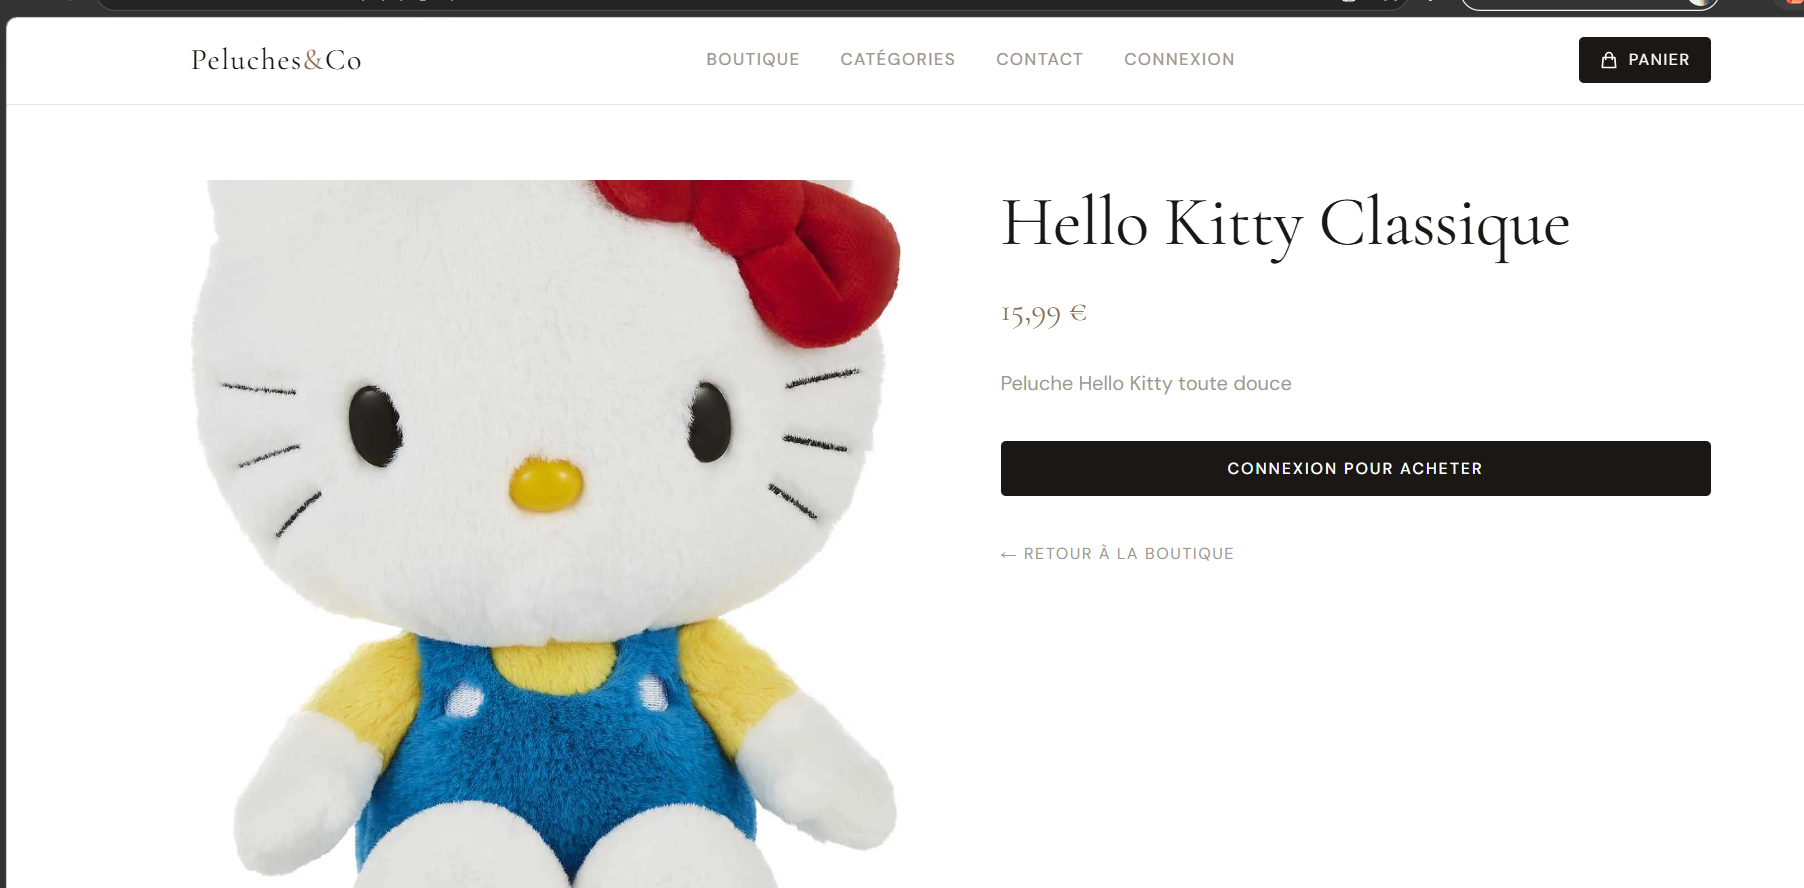 Peluches&Co
BOUTIQUE
CATÉGORIES
CONTACT
CONNEXION
PANIER
Hello Kitty Classique
15,99 €
Peluche Hello Kitty toute douce
CONNEXION POUR ACHETER
← RETOUR À LA BOUTIQUE